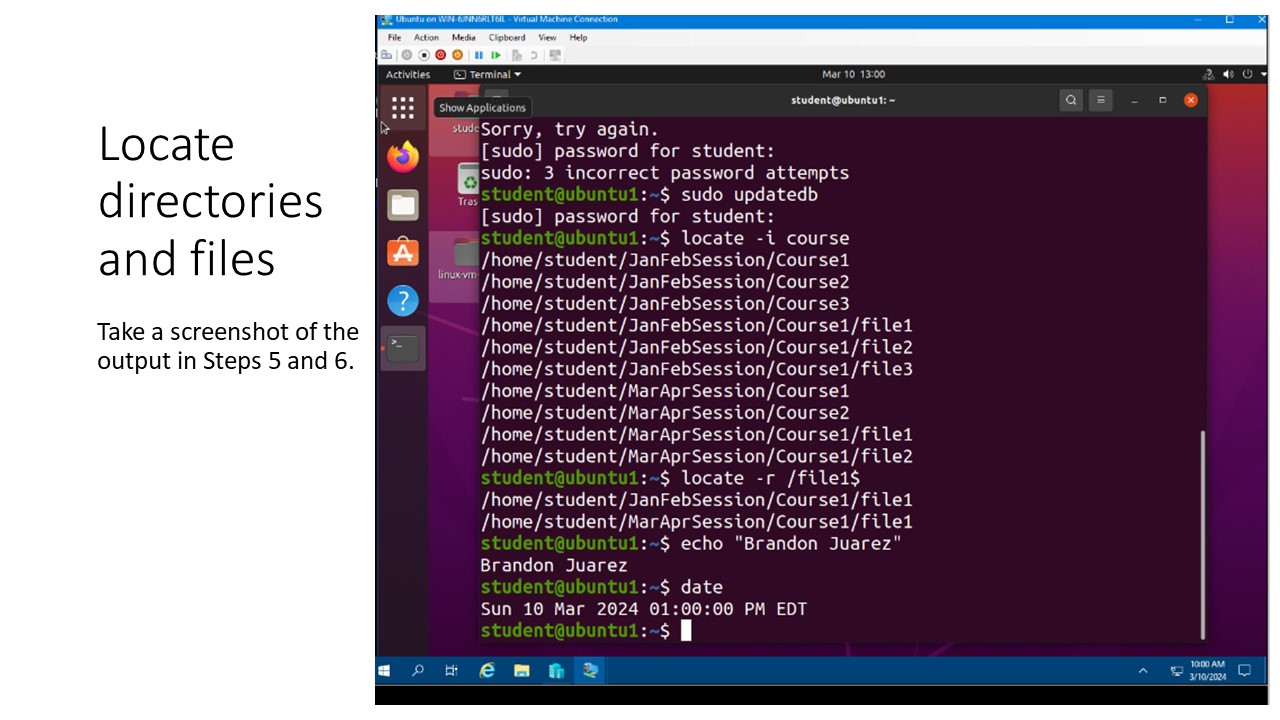 Locate
directories
and files
Take a screenshot of the
output in Steps 5 and 6.
Ubuntu on WIN-6JNN6RLT6IL - Virtual Machine Connection
File Action Media Clipboard View Help
Activities Terminal Mar 10 13:00
student@ubuntu1: ~
Show Applications
stude
Tras
linux-vm-
Sorry, try again.
[sudo] password for student:
sudo: 3 incorrect password attempts
student@ubuntu1:~$ sudo updatedb
[sudo] password for student:
student@ubuntu1:~$ locate -i course
/home/student/JanFebSession/Course1
/home/student/JanFebSession/Course2
/home/student/JanFebSession/Course3
/home/student/JanFebSession/Course1/file1
/home/student/JanFebSession/Course1/file2
/home/student/JanFebSession/Course1/file3
/home/student/MarAprSession/Course1
/home/student/MarAprSession/Course2
/home/student/MarAprSession/Course1/file1
/home/student/MarAprSession/Course1/file2
student@ubuntu1:~$ locate -r /file1$
/home/student/JanFebSession/Course1/file1
/home/student/MarAprSession/Course1/file1
student@ubuntu1:~$ echo "Brandon Juarez"
Brandon Juarez
student@ubuntu1:~$ date
Sun 10 Mar 2024 01:00:00 PM EDT
student@ubuntu1:~$
10:00 AM
3/10/2024